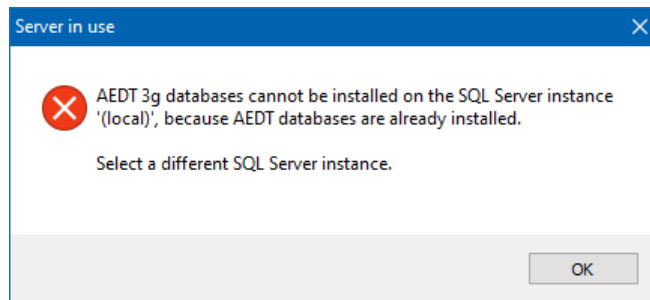 Server in use
AEDT 3g databases cannot be installed on the SQL Server instance
'(local)', because AEDT databases are already installed.
Select a different SQL Server instance.
OK